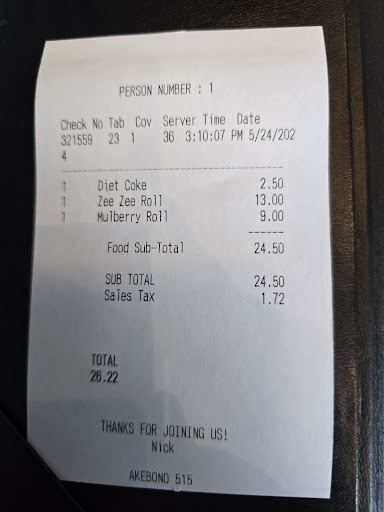 PERSON NUMBER : 1
Check No Tab Cov Server Time Date
321559 23 1 36 3:10:07 PM 5/24/202
4
--------------------------------
1 Diet Coke 2.50
1 Zee Zee Roll 13.00
1 Mulberry Roll 9.00
------
Food Sub-Total 24.50
SUB TOTAL 24.50
Sales Tax 1.72
TOTAL
26.22
THANKS FOR JOINING US!
Nick
AKEBONO 515